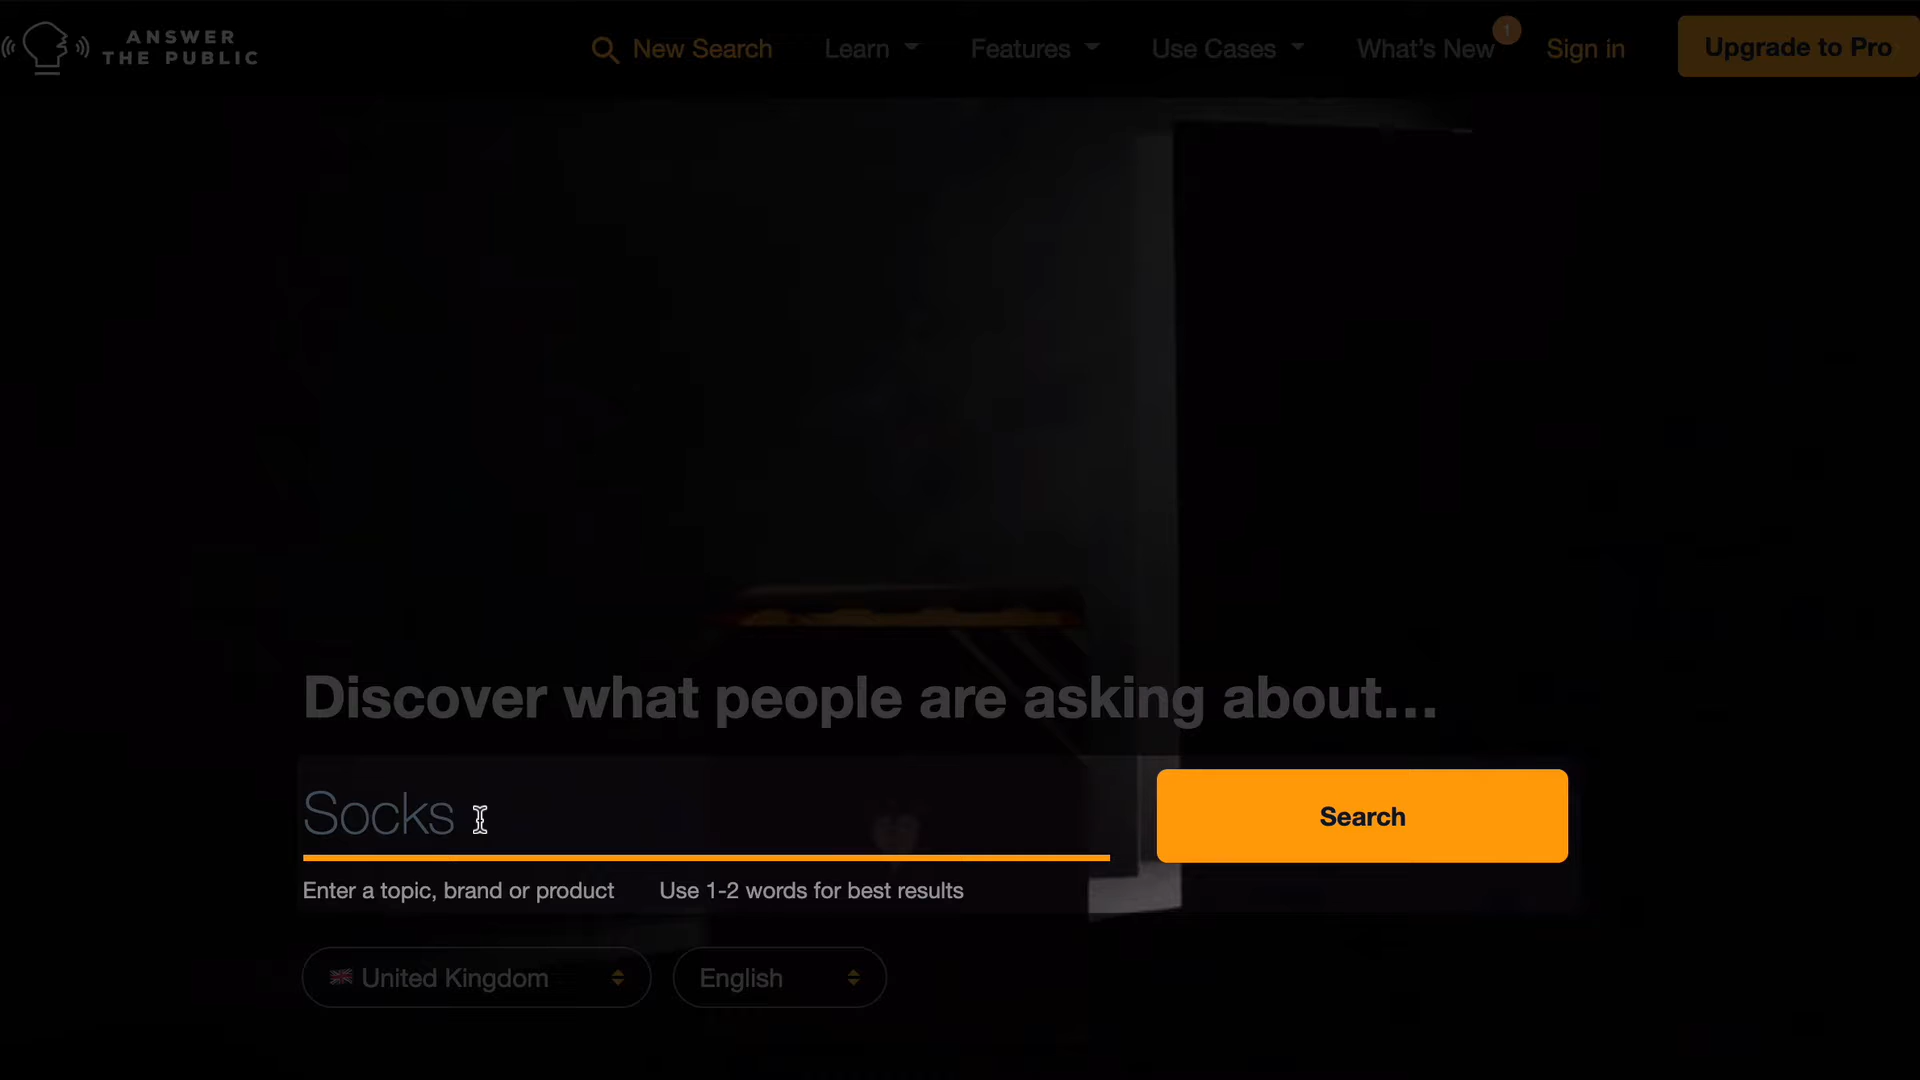 ANSWER
THE PUBLIC
New Search
Learn
Features
Use Cases
What's New
1
Sign in
Upgrade to Pro
Discover what people are asking about...
Socks
Search
Enter a topic, brand or product
Use 1-2 words for best results
United Kingdom
English